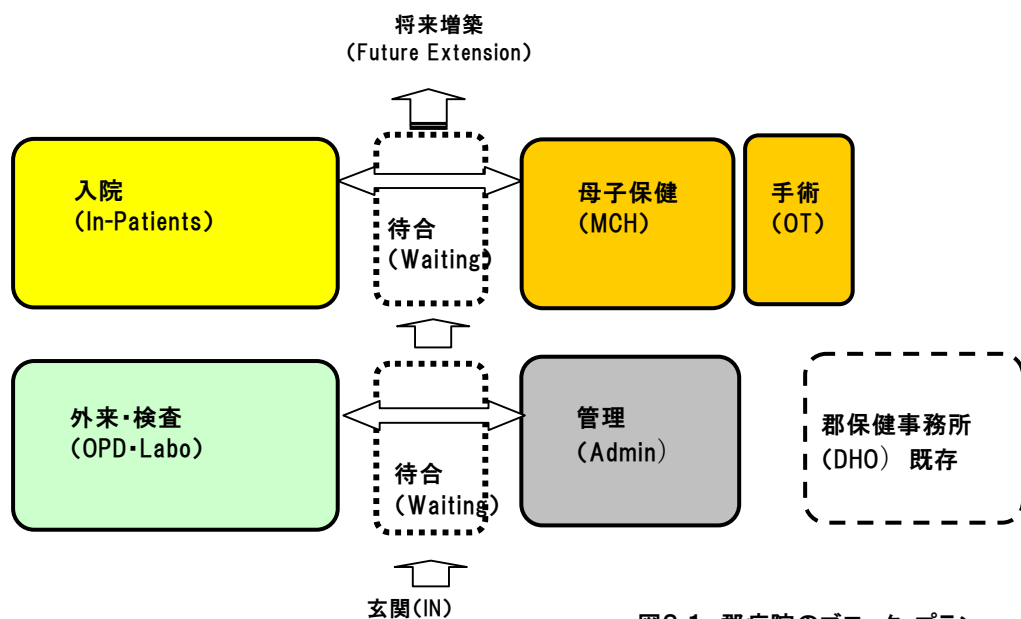 将来増築
(Future Extension)
入院
(In-Patients)
待合
(Waiting)
母子保健
(MCH)
手術
(OT)
外来・検査
(OPD・Labo)
待合
(Waiting)
管理
(Admin)
郡保健事務所
(DHO) 既存
玄関(IN)